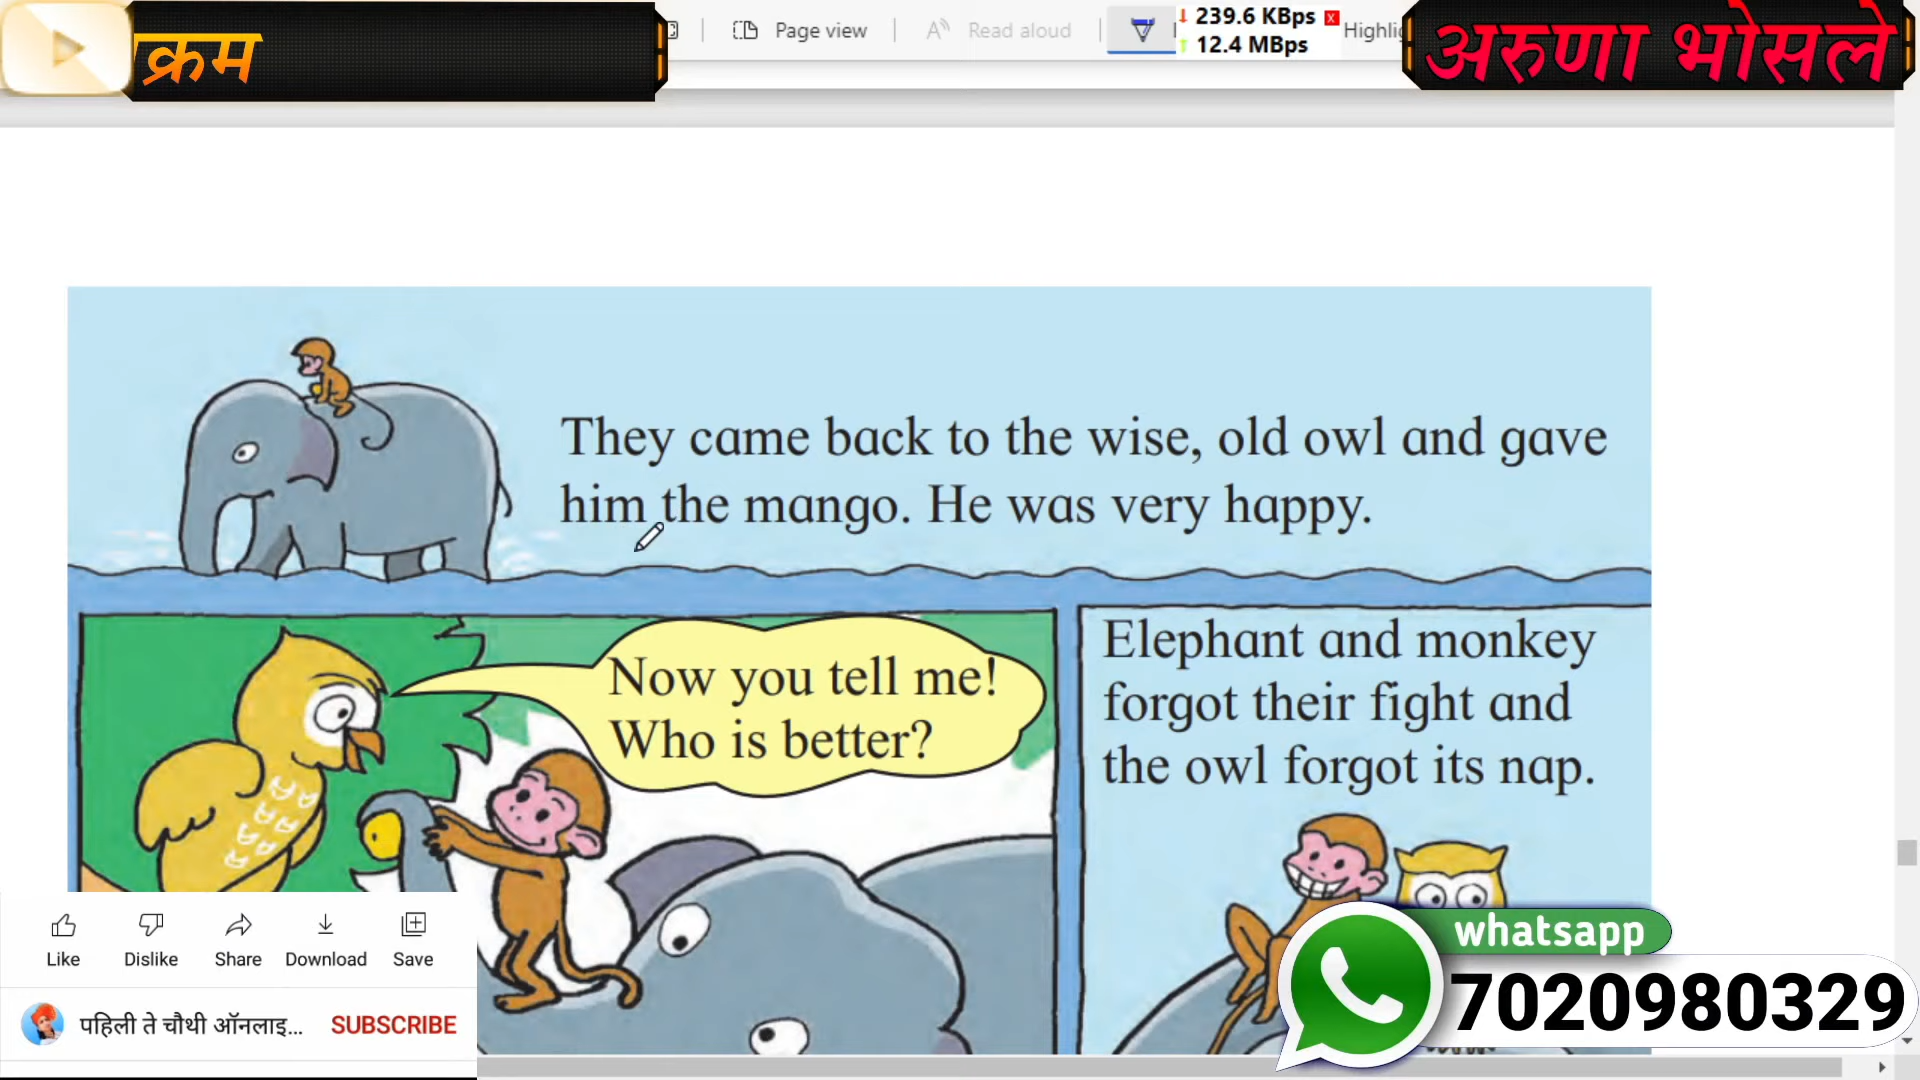 क्रम
Page view
Read aloud
239.6 KBps
12.4 MBps
अरुणा भोसले
They came back to the wise, old owl and gave
him the mango. He was very happy.
Now you tell me!
Who is better?
Elephant and monkey
forgot their fight and
the owl forgot its nap.
Like
Dislike
Share
Download
Save
पहिली ते चौथी ऑनलाइ...
SUBSCRIBE
whatsapp
7020980329